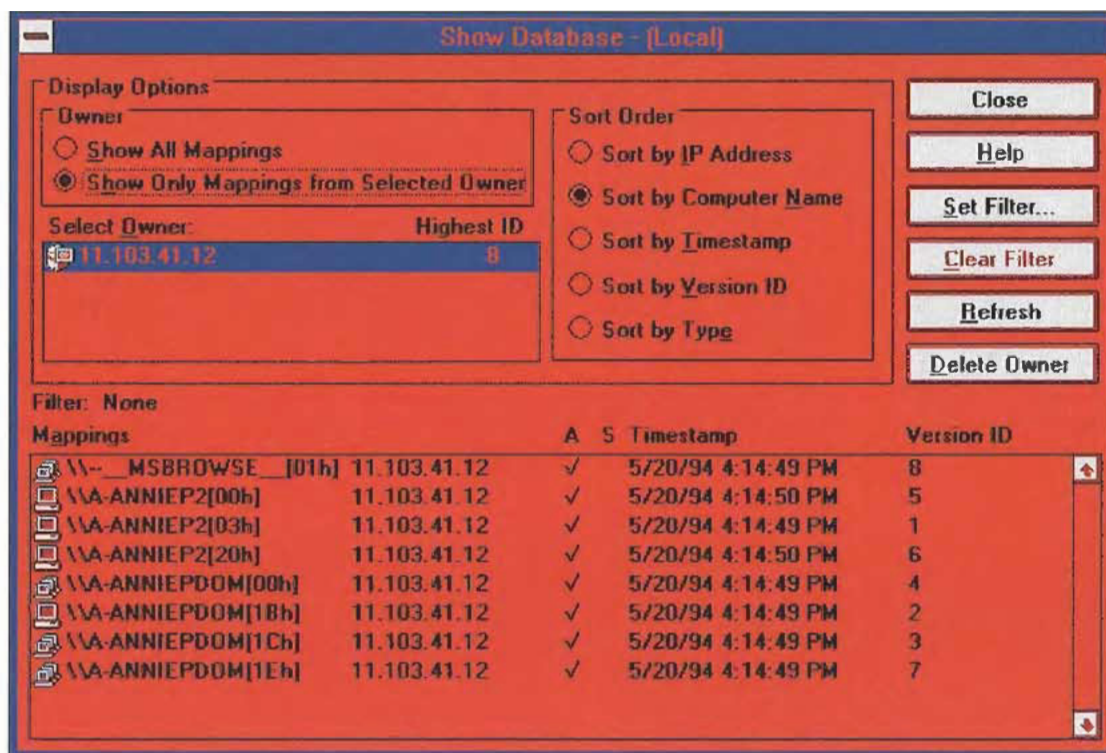 Show Database - (Local)
Display Options
Owner
Show All Mappings
Show Only Mappings from Selected Owner
Select Owner: Highest ID
11.103.41.12 8
Sort Order
Sort by IP Address
Sort by Computer Name
Sort by Timestamp
Sort by Version ID
Sort by Type
Close
Help
Set Filter...
Clear Filter
Refresh
Delete Owner
Filter: None
Mappings A S Timestamp Version ID
\\--__MSBROWSE__[01h] 11.103.41.12 √ 5/20/94 4:14:49 PM 8
\\A-ANNIEP2[00h] 11.103.41.12 √ 5/20/94 4:14:50 PM 5
\\A-ANNIEP2[03h] 11.103.41.12 √ 5/20/94 4:14:49 PM 1
\\A-ANNIEP2[20h] 11.103.41.12 √ 5/20/94 4:14:50 PM 6
\\A-ANNIEPDOM[00h] 11.103.41.12 √ 5/20/94 4:14:49 PM 4
\\A-ANNIEPDOM[1Bh] 11.103.41.12 √ 5/20/94 4:14:49 PM 2
\\A-ANNIEPDOM[1Ch] 11.103.41.12 √ 5/20/94 4:14:49 PM 3
\\A-ANNIEPDOM[1Eh] 11.103.41.12 √ 5/20/94 4:14:49 PM 7